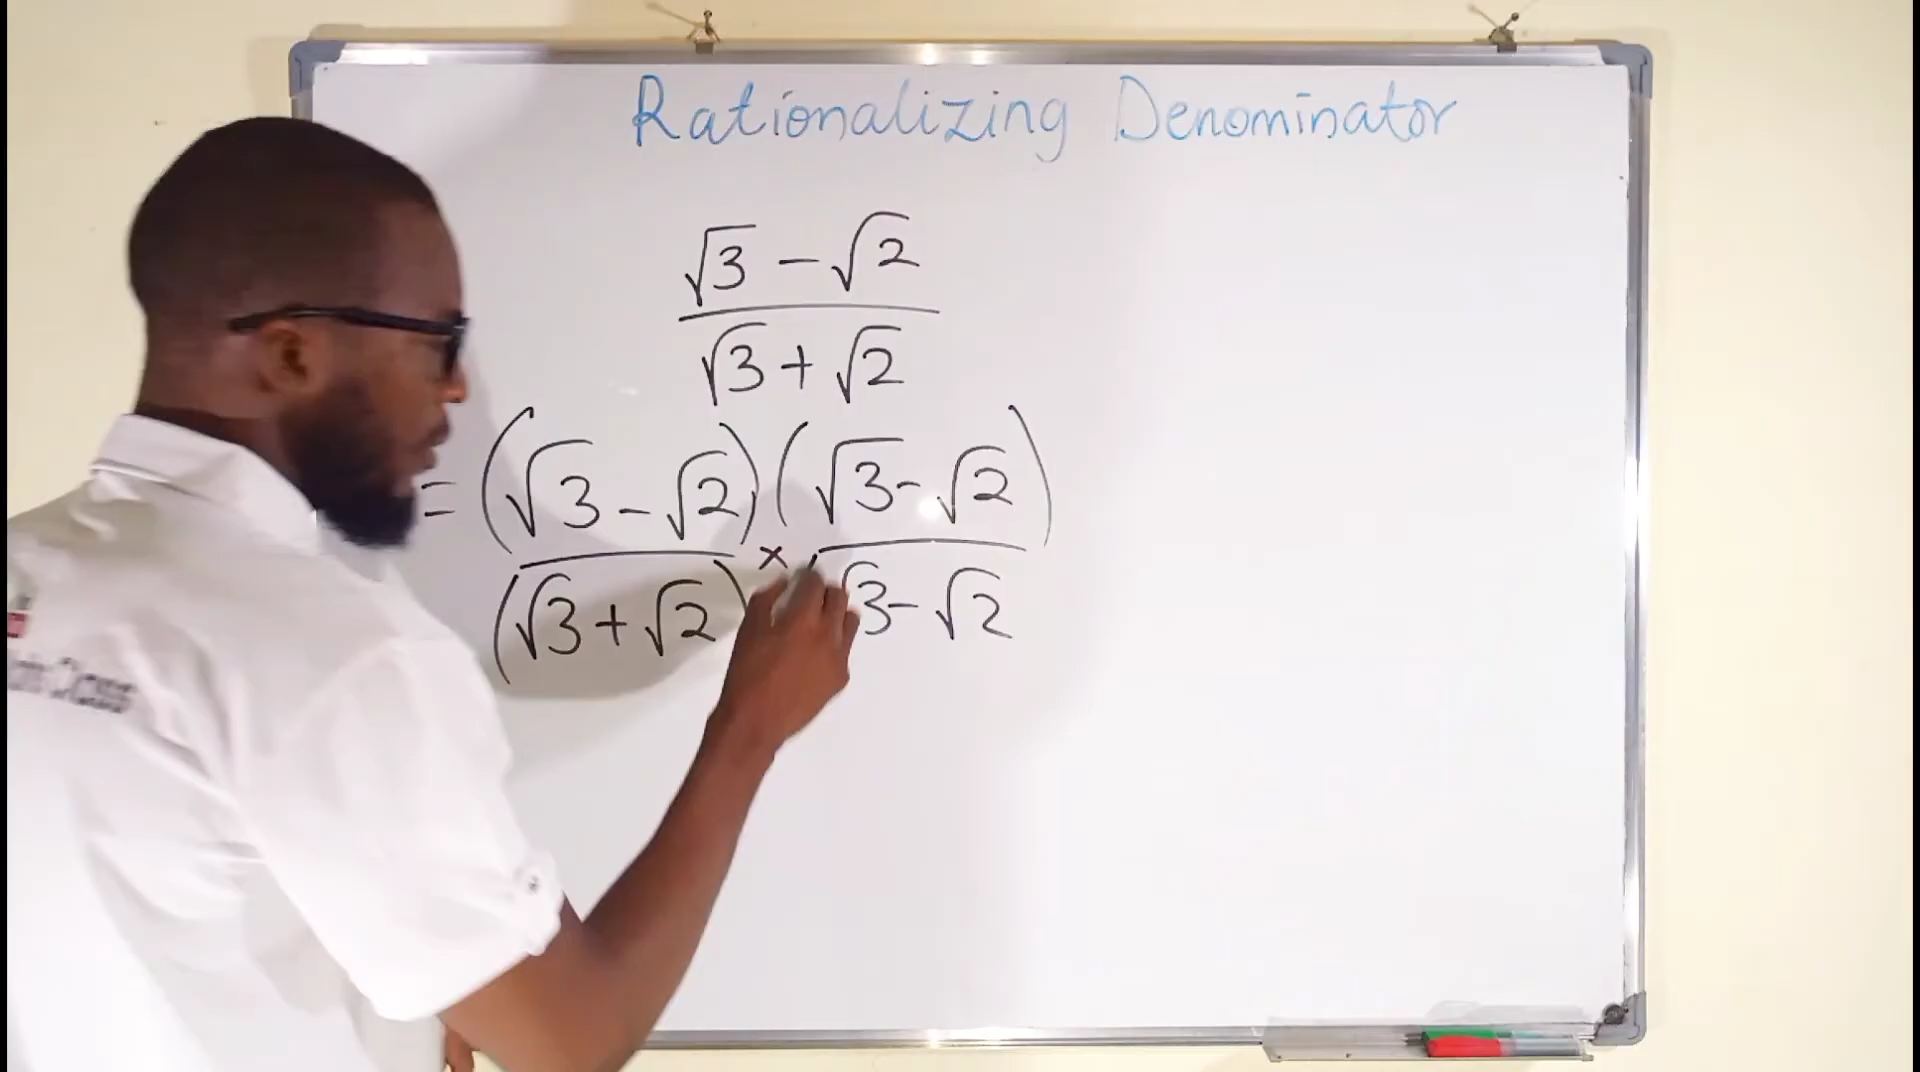 Rationalizing Denominator
√3 - √2
√3 + √2
= (√3 - √2) (√3 - √2)
(√3 + √2) × (√3 - √2